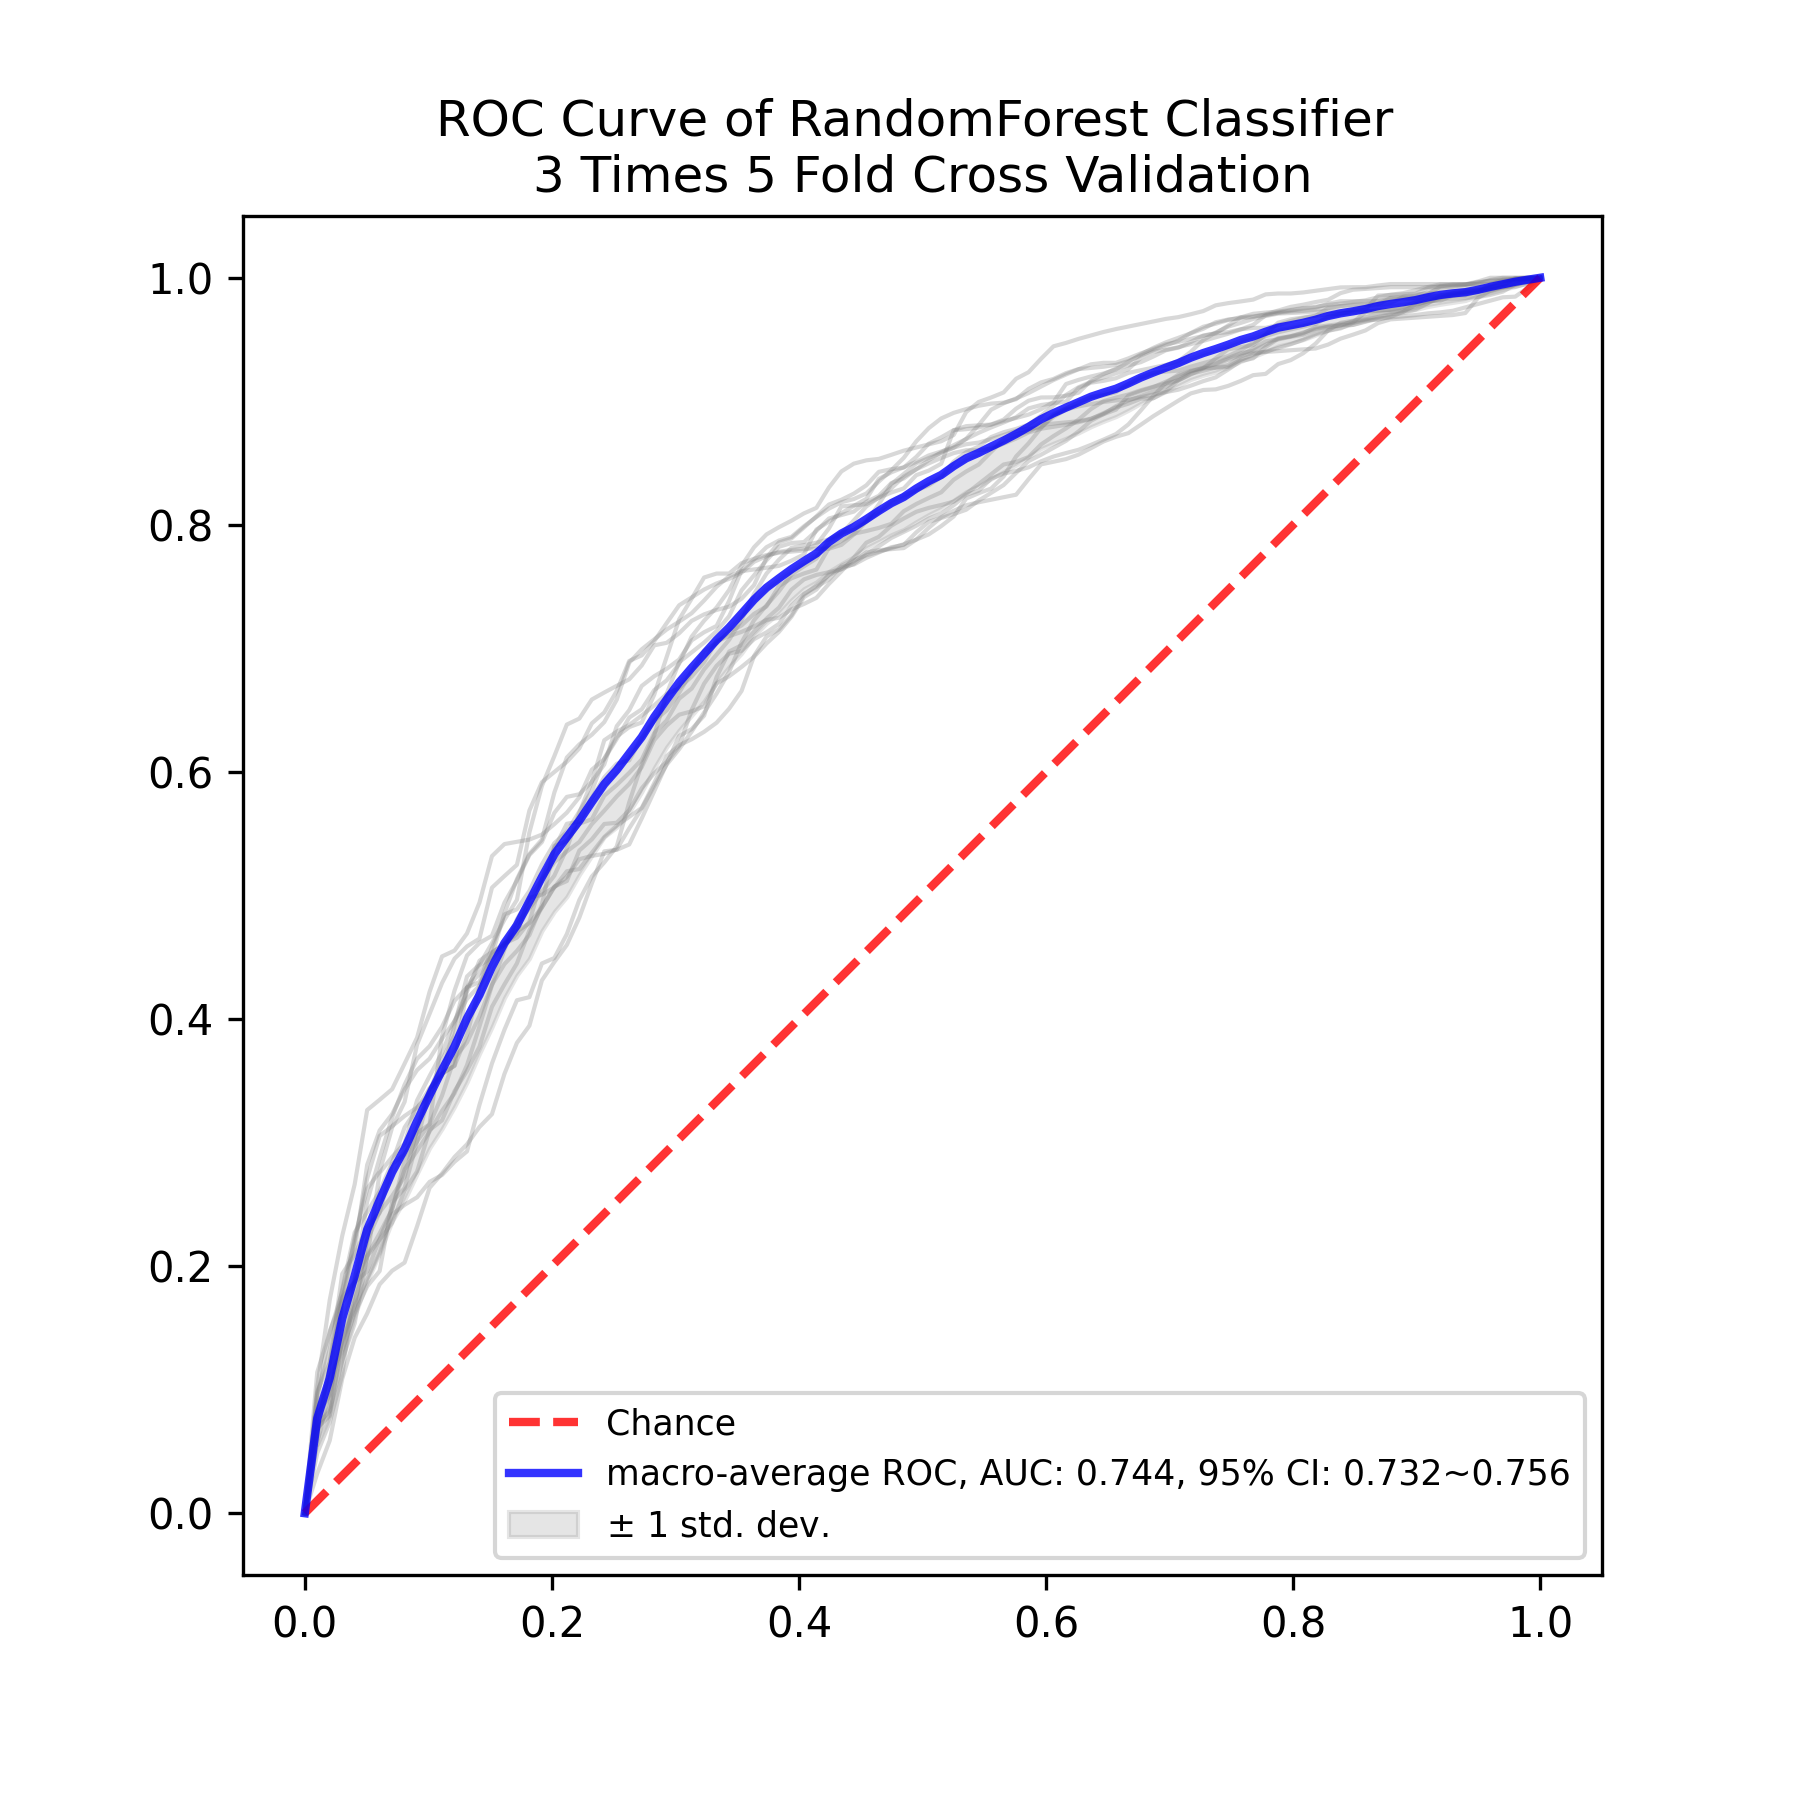 ROC Curve of RandomForest Classifier
3 Times 5 Fold Cross Validation
1.0
0.8
0.6
0.4
0.2
0.0
Chance
macro-average ROC, AUC: 0.744, 95% CI: 0.732~0.756
± 1 std. dev.
0.0 0.2 0.4 0.6 0.8 1.0